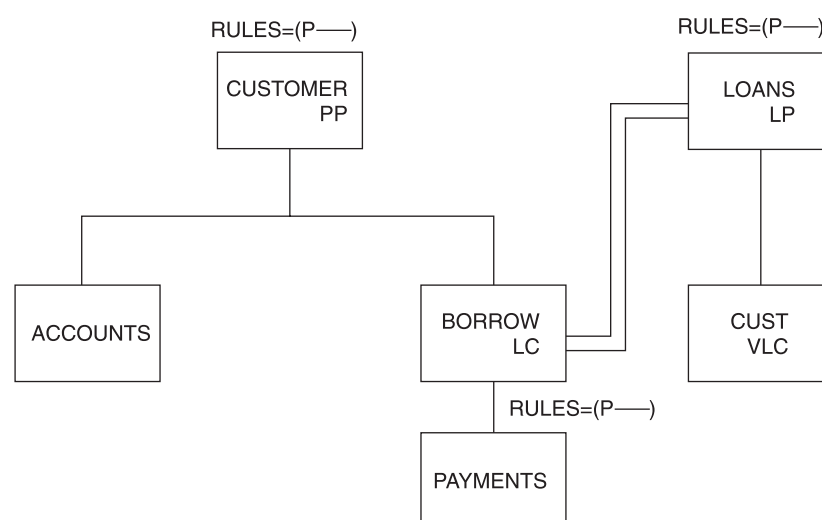 RULES=(P——)
CUSTOMER
PP
RULES=(P——)
LOANS
LP
ACCOUNTS
BORROW
LC
CUST
VLC
RULES=(P——)
PAYMENTS